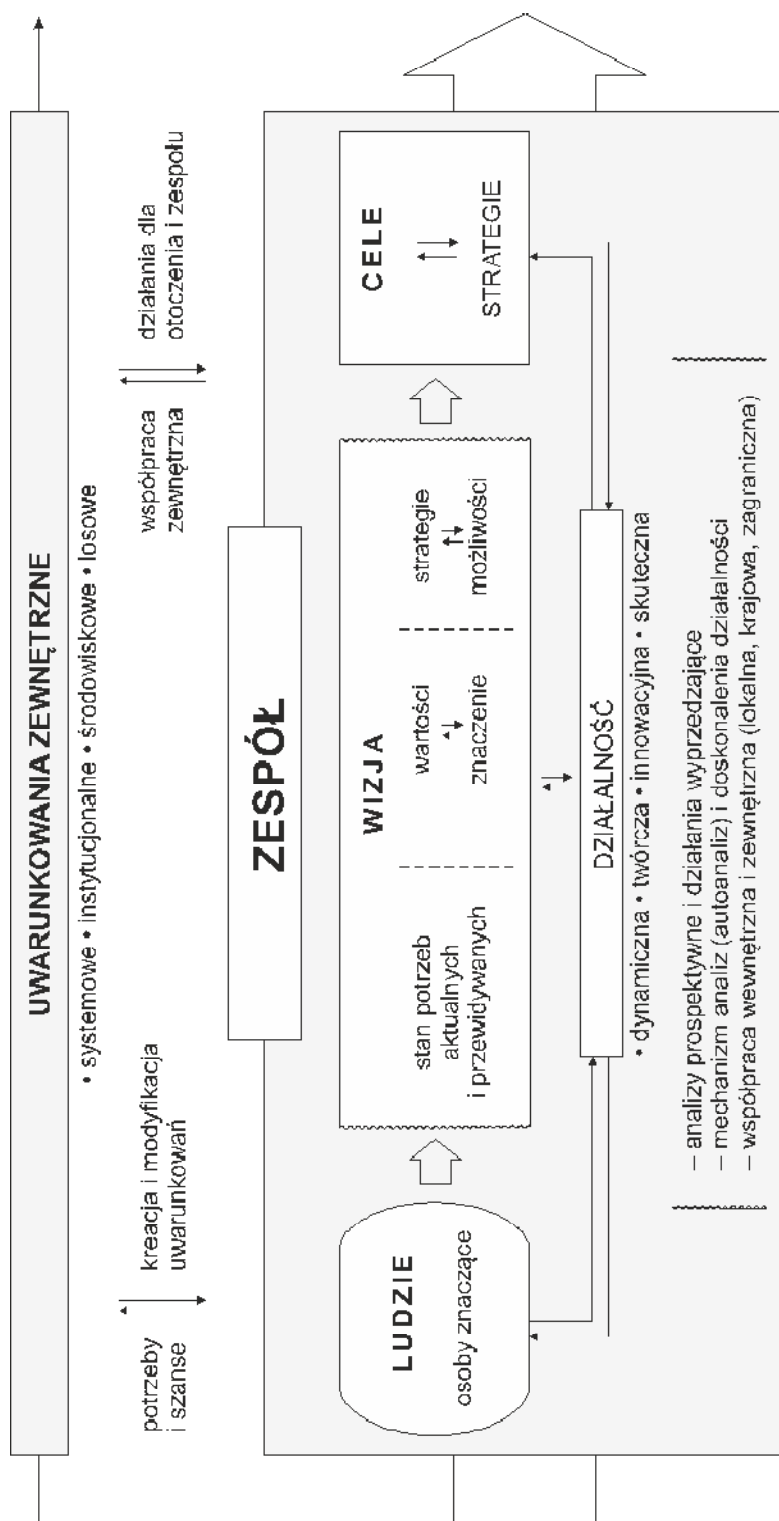 UWARUNKOWANIA ZEWNĘTRZNE
• systemowe • instytucjonalne • środowiskowe • losowe
potrzeby
i szanse
kreacja i modyfikacja
uwarunkowań
współpraca
zewnętrzna
działania dla
otoczenia i zespołu
ZESPÓŁ
LUDZIE
osoby znaczące
WIZJA
stan potrzeb
aktualnych
i przewidywanych
wartości
znaczenie
strategie
możliwości
CELE
STRATEGIE
DZIAŁALNOŚĆ
• dynamiczna • twórcza • innowacyjna • skuteczna
– analizy prospektywne i działania wyprzedzające
– mechanizm analiz (autoanaliz) i doskonalenia działalności
– współpraca wewnętrzna i zewnętrzna (lokalna, krajowa, zagraniczna)